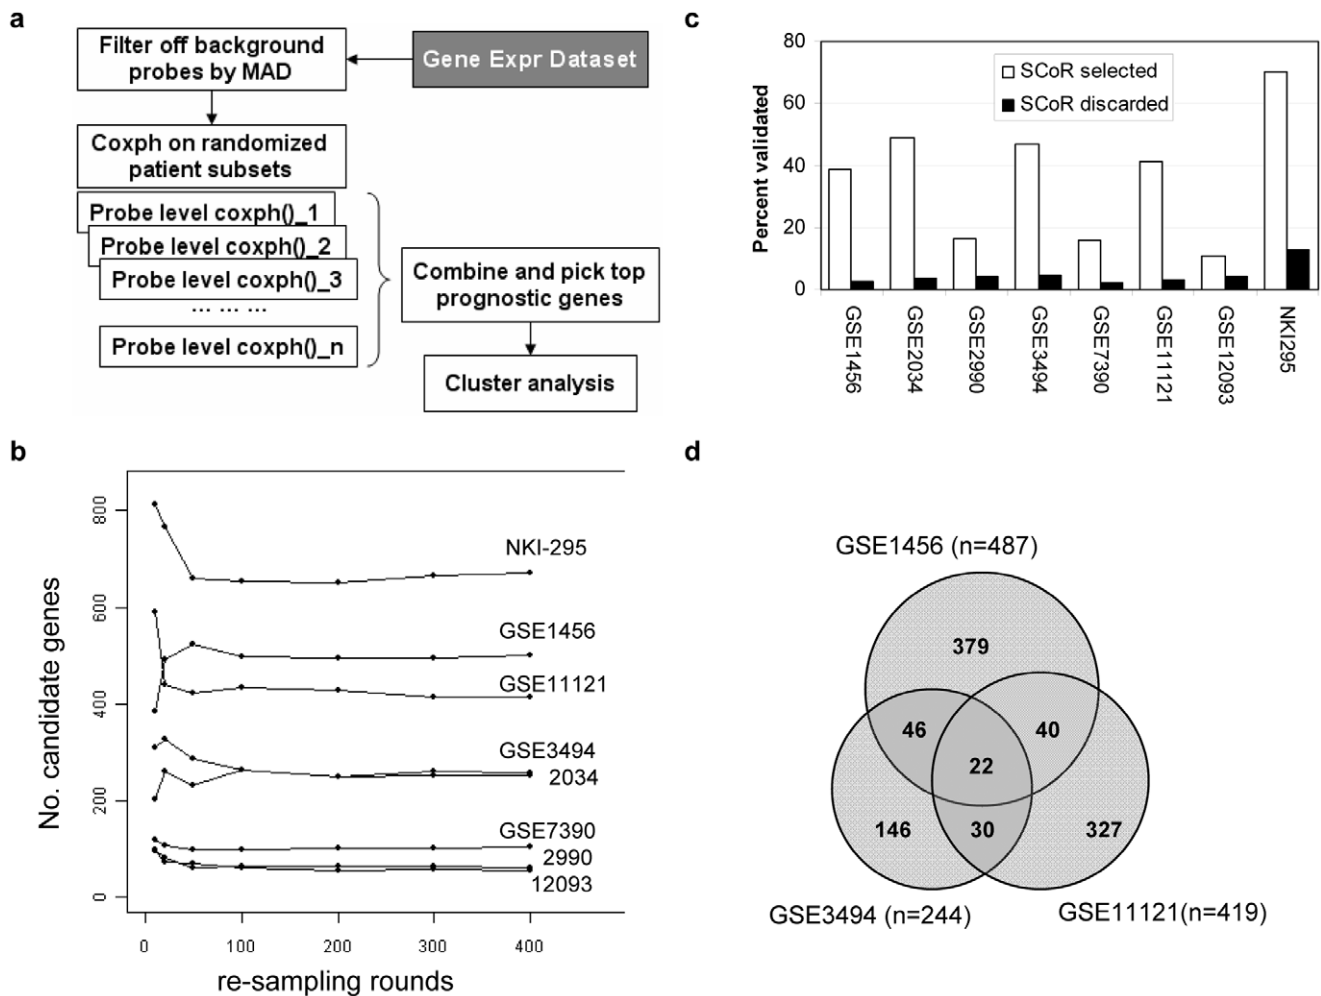 a
Filter off background
probes by MAD
Gene Expr Dataset
Coxph on randomized
patient subsets
Probe level coxph()_1
Probe level coxph()_2
Probe level coxph()_3
... ... ...
Probe level coxph()_n
Combine and pick top
prognostic genes
Cluster analysis
b
No. candidate genes
800
600
400
200
0
NKI-295
GSE1456
GSE11121
GSE3494
2034
GSE7390
2990
12093
0 100 200 300 400
re-sampling rounds
c
Percent validated
80
60
40
20
0
SCoR selected
SCoR discarded
GSE1456
GSE2034
GSE2990
GSE3494
GSE7390
GSE11121
GSE12093
NKI295
d
GSE1456 (n=487)
379
46
40
22
146
30
327
GSE3494 (n=244)
GSE11121(n=419)